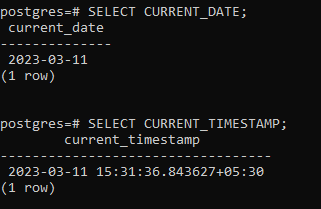 postgres=# SELECT CURRENT_DATE;
 current_date
--------------
 2023-03-11
(1 row)
postgres=# SELECT CURRENT_TIMESTAMP;
        current_timestamp
----------------------------------
 2023-03-11 15:31:36.843627+05:30
(1 row)